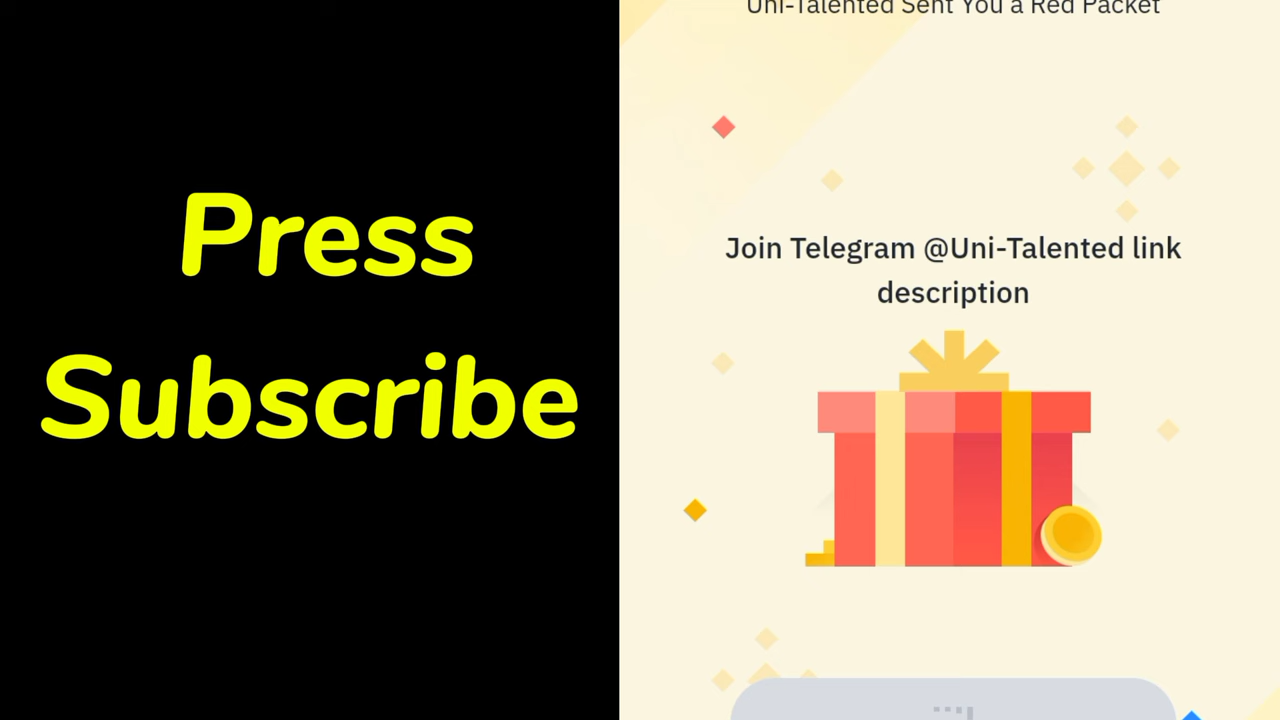 Press
Subscribe
Uni-Talented Sent You a Red Packet
Join Telegram @Uni-Talented link
description